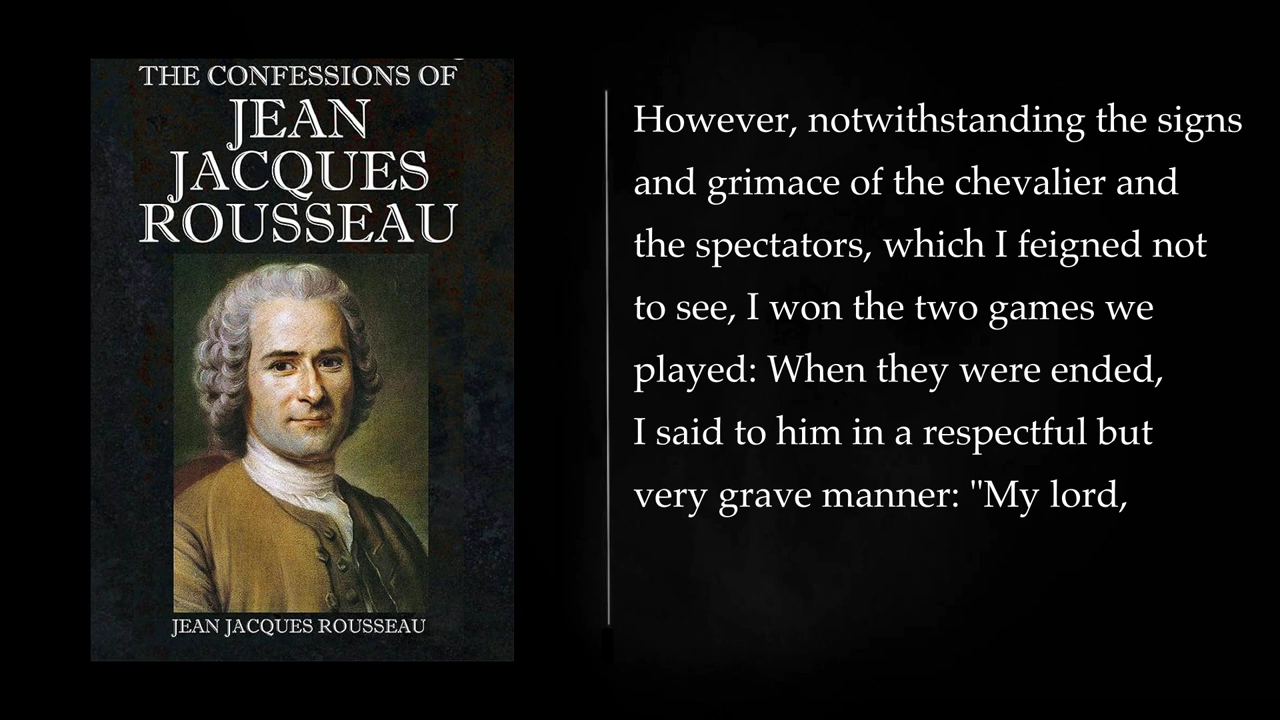 THE CONFESSIONS OF
JEAN
JACQUES
ROUSSEAU
JEAN JACQUES ROUSSEAU
However, notwithstanding the signs
and grimace of the chevalier and
the spectators, which I feigned not
to see, I won the two games we
played: When they were ended,
I said to him in a respectful but
very grave manner: "My lord,